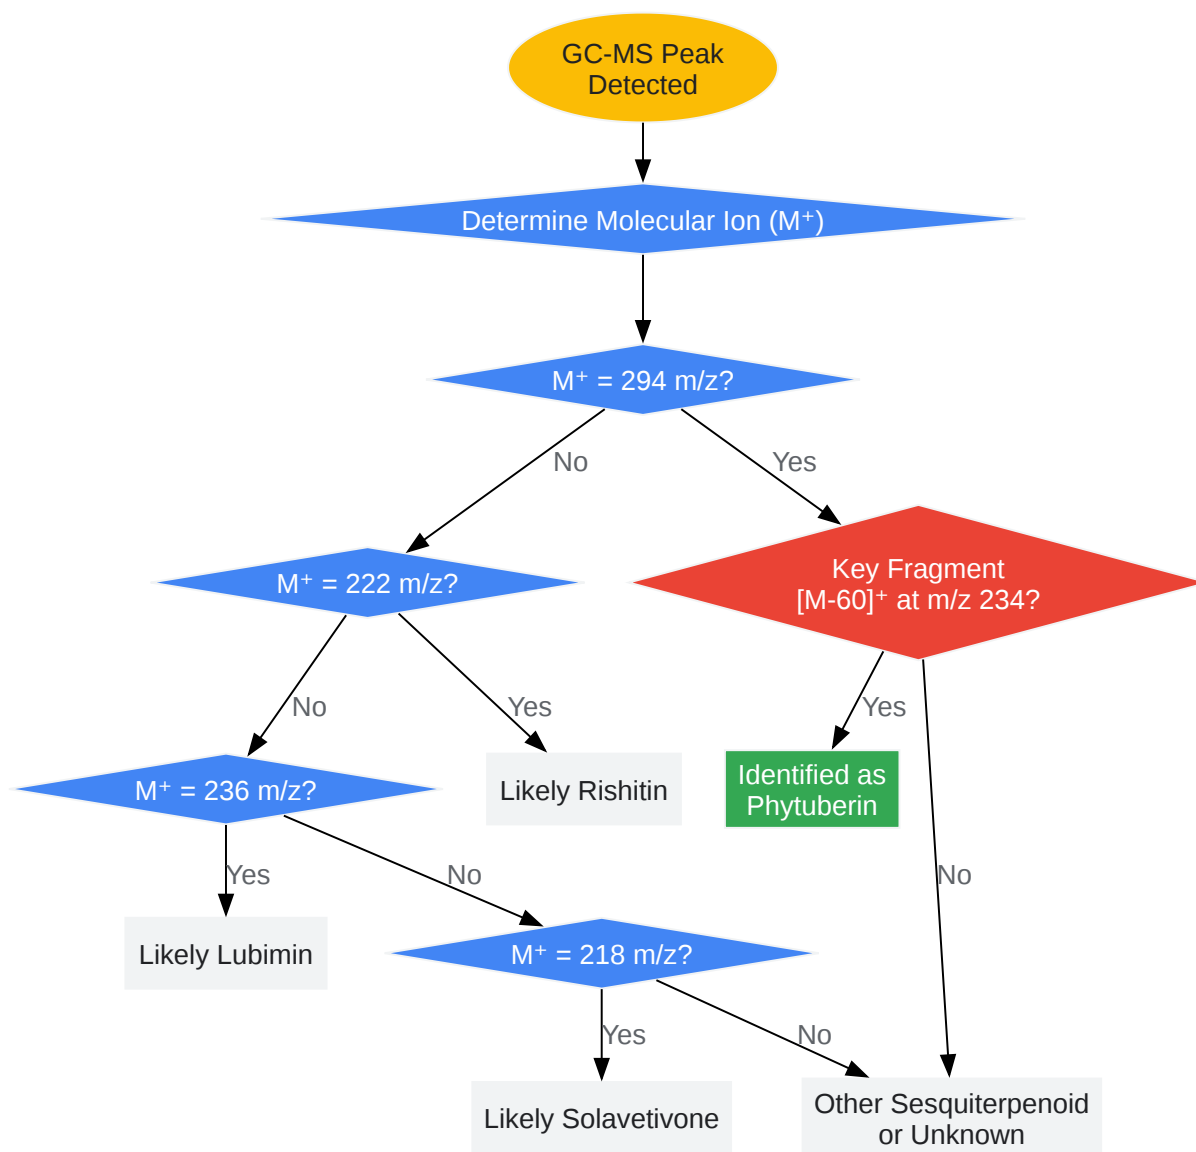 GC-MS Peak
Detected
Determine Molecular Ion (M⁺)
M⁺ = 294 m/z?
No
Yes
M⁺ = 222 m/z?
Key Fragment
[M-60]⁺ at m/z 234?
No
Yes
Yes
No
M⁺ = 236 m/z?
Likely Rishitin
Identified as
Phytuberin
Yes
No
Likely Lubimin
M⁺ = 218 m/z?
Yes
No
Likely Solavetivone
Other Sesquiterpenoid
or Unknown